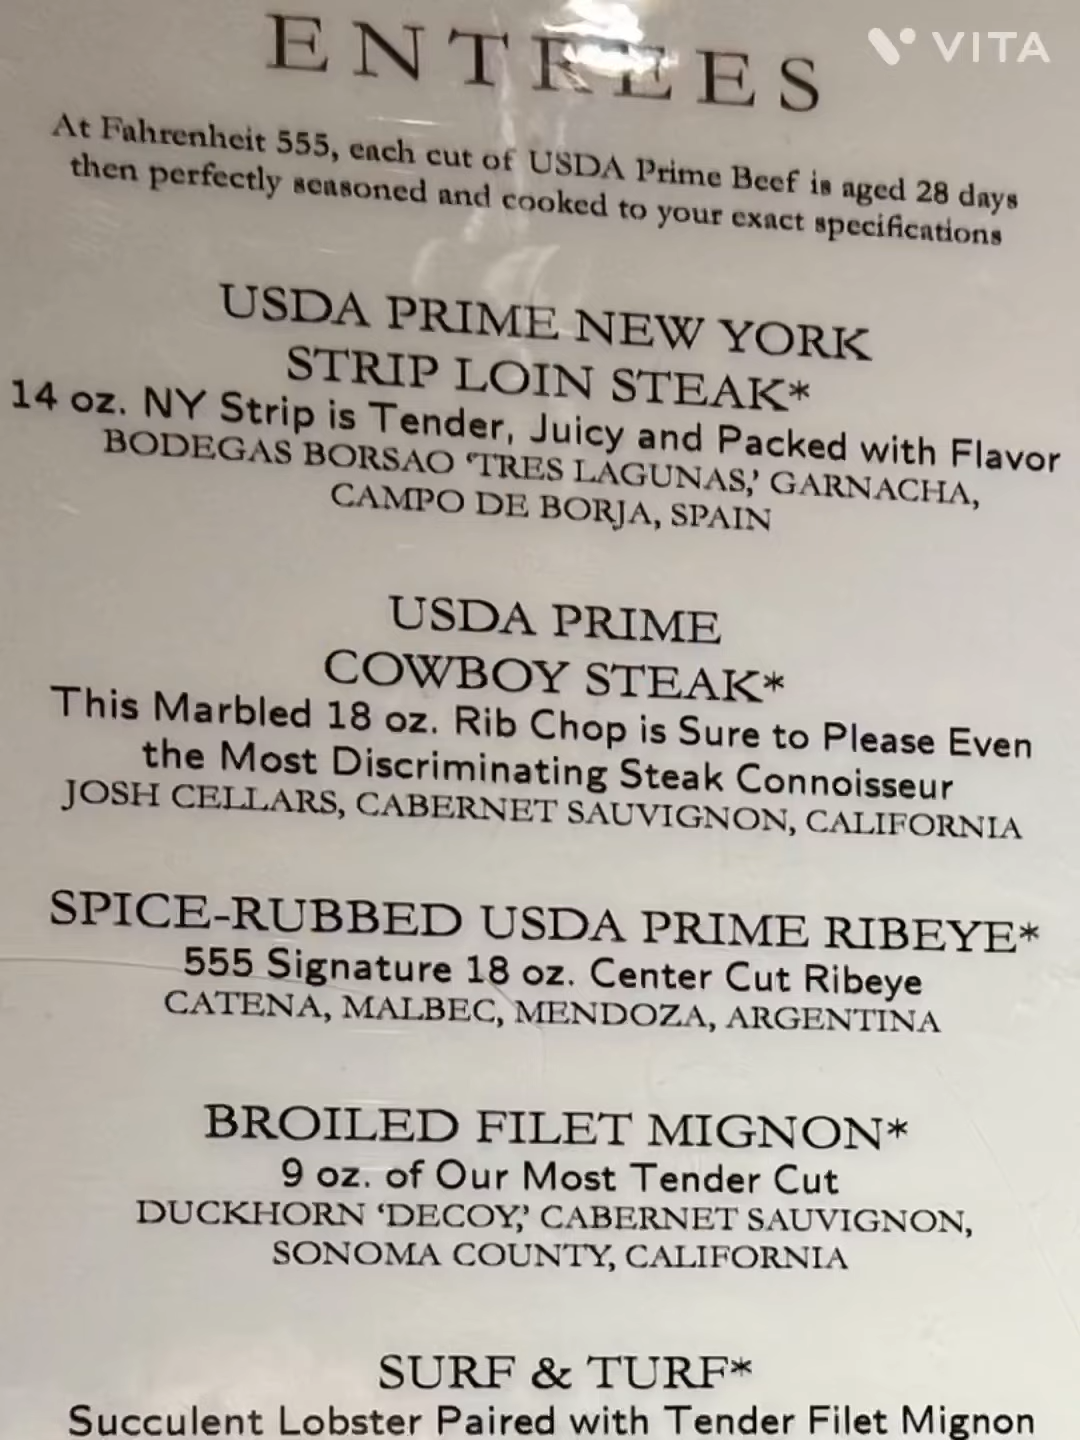 VITA
ENTREES
At Fahrenheit 555, each cut of USDA Prime Beef is aged 28 days
then perfectly seasoned and cooked to your exact specifications
USDA PRIME NEW YORK
STRIP LOIN STEAK*
14 oz. NY Strip is Tender, Juicy and Packed with Flavor
BODEGAS BORSAO ‘TRES LAGUNAS,’ GARNACHA,
CAMPO DE BORJA, SPAIN
USDA PRIME
COWBOY STEAK*
This Marbled 18 oz. Rib Chop is Sure to Please Even
the Most Discriminating Steak Connoisseur
JOSH CELLARS, CABERNET SAUVIGNON, CALIFORNIA
SPICE-RUBBED USDA PRIME RIBEYE*
555 Signature 18 oz. Center Cut Ribeye
CATENA, MALBEC, MENDOZA, ARGENTINA
BROILED FILET MIGNON*
9 oz. of Our Most Tender Cut
DUCKHORN ‘DECOY,’ CABERNET SAUVIGNON,
SONOMA COUNTY, CALIFORNIA
SURF & TURF*
Succulent Lobster Paired with Tender Filet Mignon